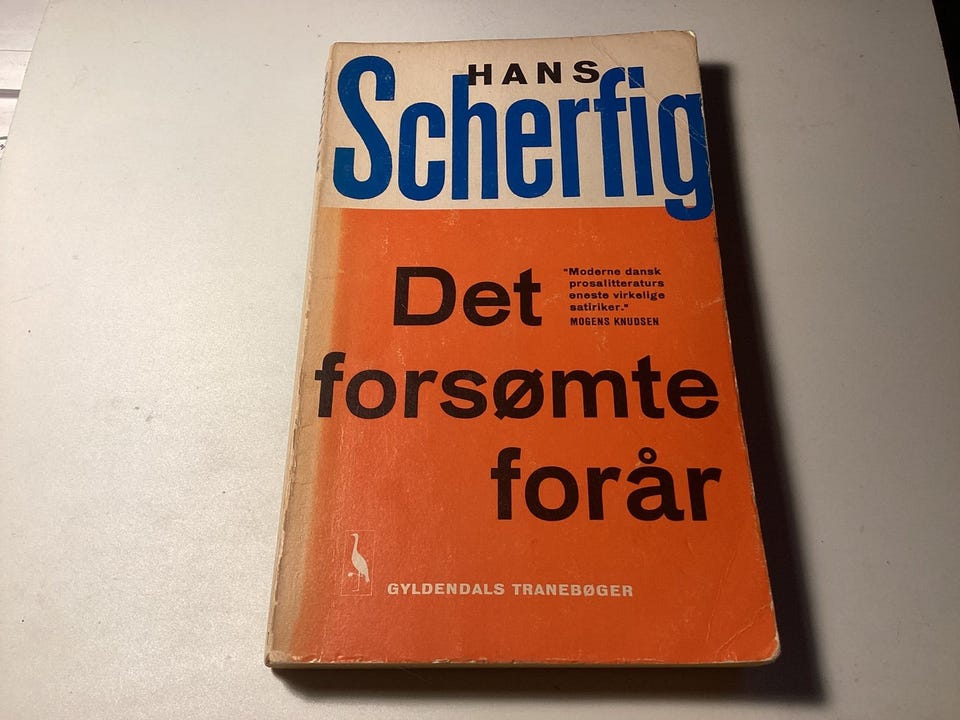 HANS
Scherfig
Det
"Moderne dansk
prosalitteraturs
eneste virkelige
satiriker."
MOGENS KNUDSEN
forsømte
forår
GYLDENDALS TRANEBØGER